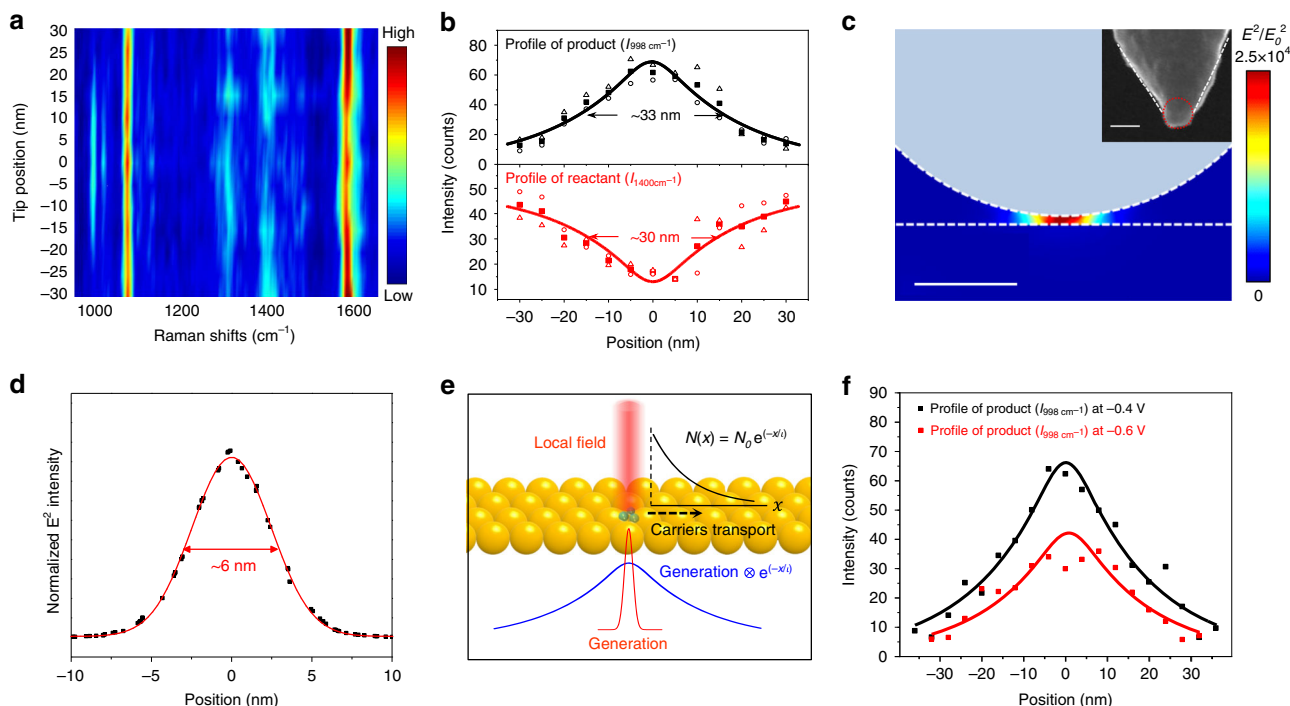 a
30
25
20
15
10
5
0
−5
−10
−15
−20
−25
−30
Tip position (nm)
1000 1200 1400 1600
Raman shifts (cm⁻¹)
High
Low
b
Profile of product (I₉₉₈ cm⁻¹)
80
60
40
20
0
~33 nm
Profile of reactant (I₁₄₀₀cm⁻¹)
50
40
30
20
10
~30 nm
Intensity (counts)
−30 −20 −10 0 10 20 30
Position (nm)
c
E²/E₀²
2.5×10⁴
0
d
Normalized E² intensity
~6 nm
−10 −5 0 5 10
Position (nm)
e
Local field
N(x) = N₀ e^(−x/ι)
x
Carriers transport
Generation ⊗ e^(−x/ι)
Generation
f
90
80
70
60
50
40
30
20
10
0
Intensity (counts)
Profile of product (I₉₉₈ cm⁻¹) at −0.4 V
Profile of product (I₉₉₈ cm⁻¹) at −0.6 V
−30 −20 −10 0 10 20 30
Position (nm)